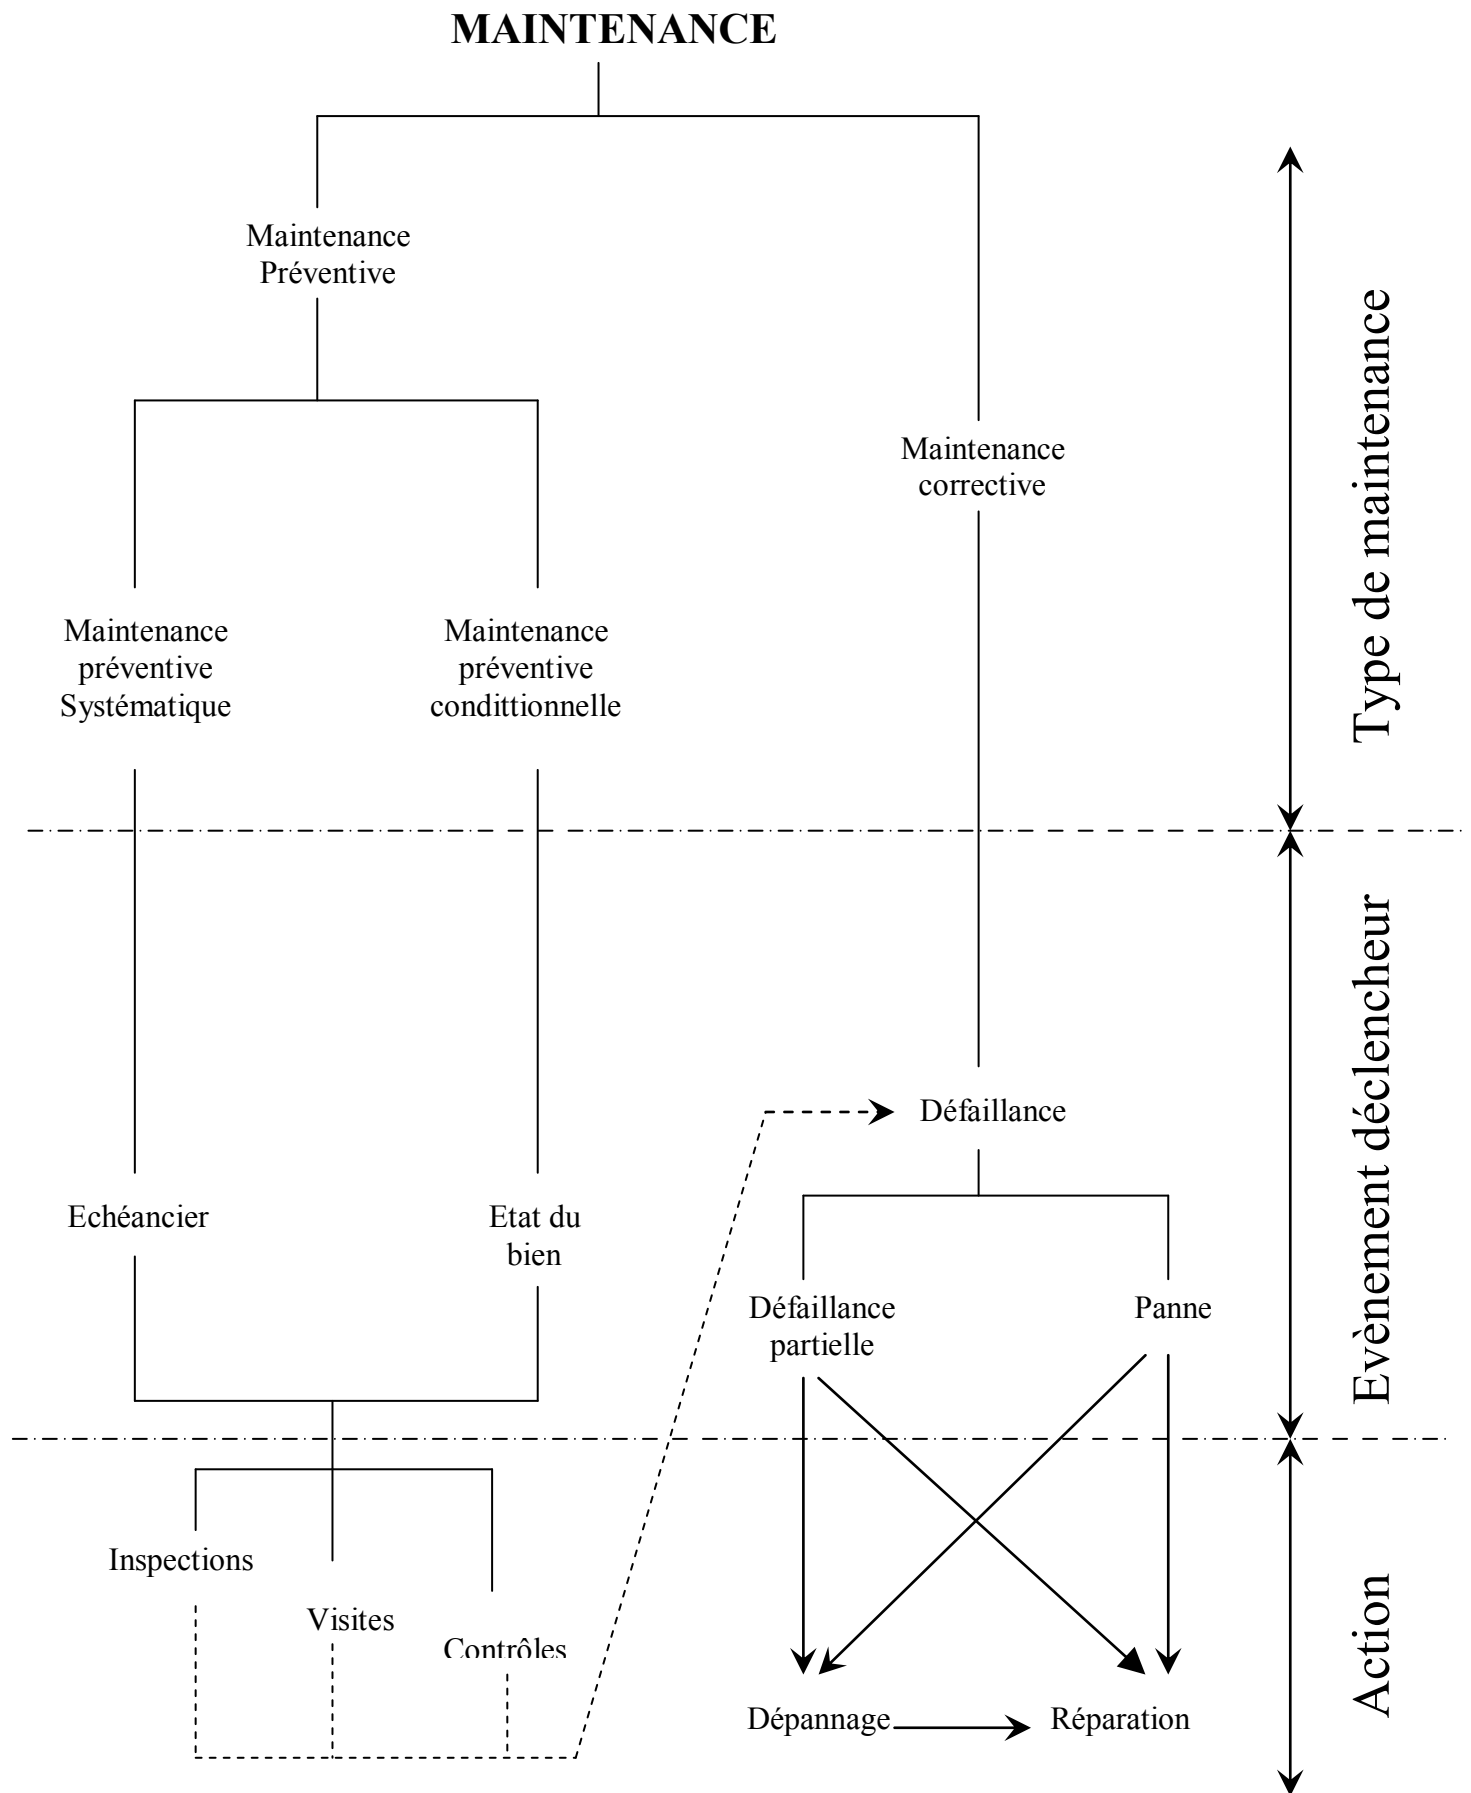 MAINTENANCE
Maintenance
Préventive
Maintenance
corrective
Type de maintenance
Maintenance
préventive
Systématique
Maintenance
préventive
condittionnelle
Evènement déclencheur
Défaillance
Echéancier
Etat du
bien
Défaillance
partielle
Panne
Action
Inspections
Visites
Contrôles
Dépannage
Réparation